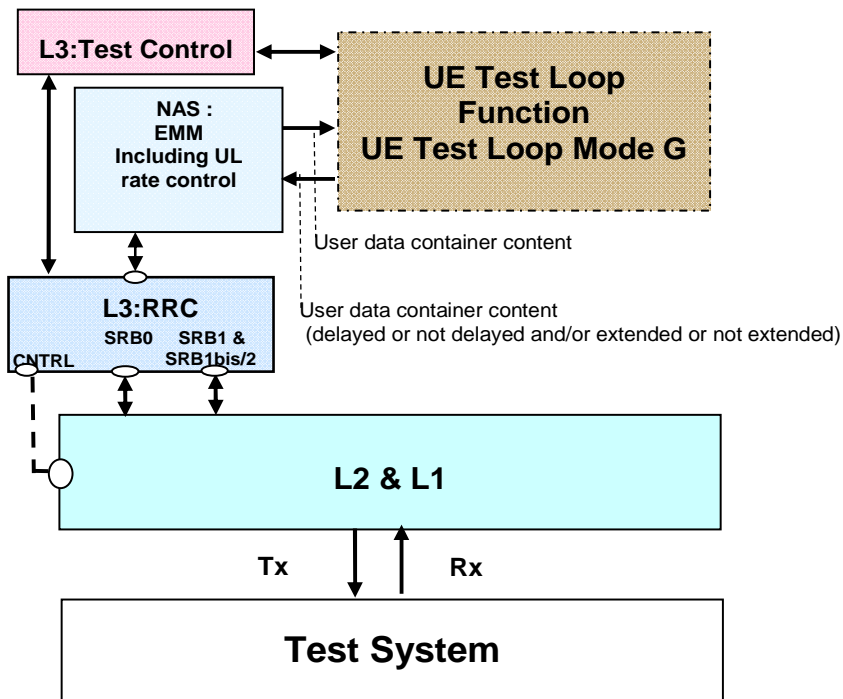 L3:Test Control
UE Test Loop
Function
UE Test Loop Mode G
NAS :
EMM
Including UL
rate control
User data container content
User data container content
(delayed or not delayed and/or extended or not extended)
L3:RRC
SRB0
SRB1 &
SRB1bis/2
CNTRL
L2 & L1
Tx
Rx
Test System